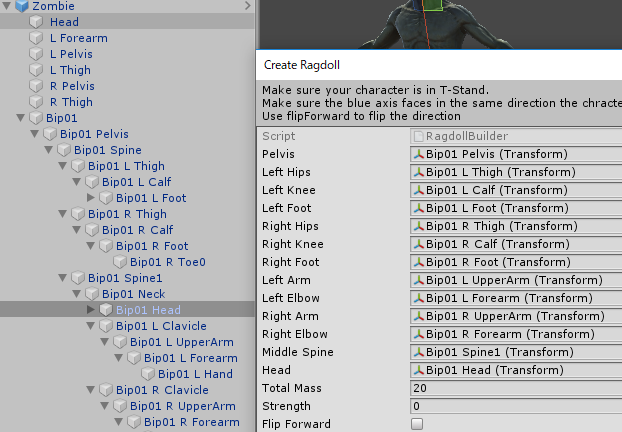 Zombie
Head
L Forearm
L Pelvis
L Thigh
R Pelvis
R Thigh
Bip01
Bip01 Pelvis
Bip01 Spine
Bip01 L Thigh
Bip01 L Calf
Bip01 L Foot
Bip01 R Thigh
Bip01 R Calf
Bip01 R Foot
Bip01 R Toe0
Bip01 Spine1
Bip01 Neck
Bip01 Head
Bip01 L Clavicle
Bip01 L UpperArm
Bip01 L Forearm
Bip01 L Hand
Bip01 R Clavicle
Bip01 R UpperArm
Bip01 R Forearm
Create Ragdoll
Make sure your character is in T-Stand.
Make sure the blue axis faces in the same direction the chracte
Use flipForward to flip the direction
Script RagdollBuilder
Pelvis Bip01 Pelvis (Transform)
Left Hips Bip01 L Thigh (Transform)
Left Knee Bip01 L Calf (Transform)
Left Foot Bip01 L Foot (Transform)
Right Hips Bip01 R Thigh (Transform)
Right Knee Bip01 R Calf (Transform)
Right Foot Bip01 R Foot (Transform)
Left Arm Bip01 L UpperArm (Transform)
Left Elbow Bip01 L Forearm (Transform)
Right Arm Bip01 R UpperArm (Transform)
Right Elbow Bip01 R Forearm (Transform)
Middle Spine Bip01 Spine1 (Transform)
Head Bip01 Head (Transform)
Total Mass 20
Strength 0
Flip Forward